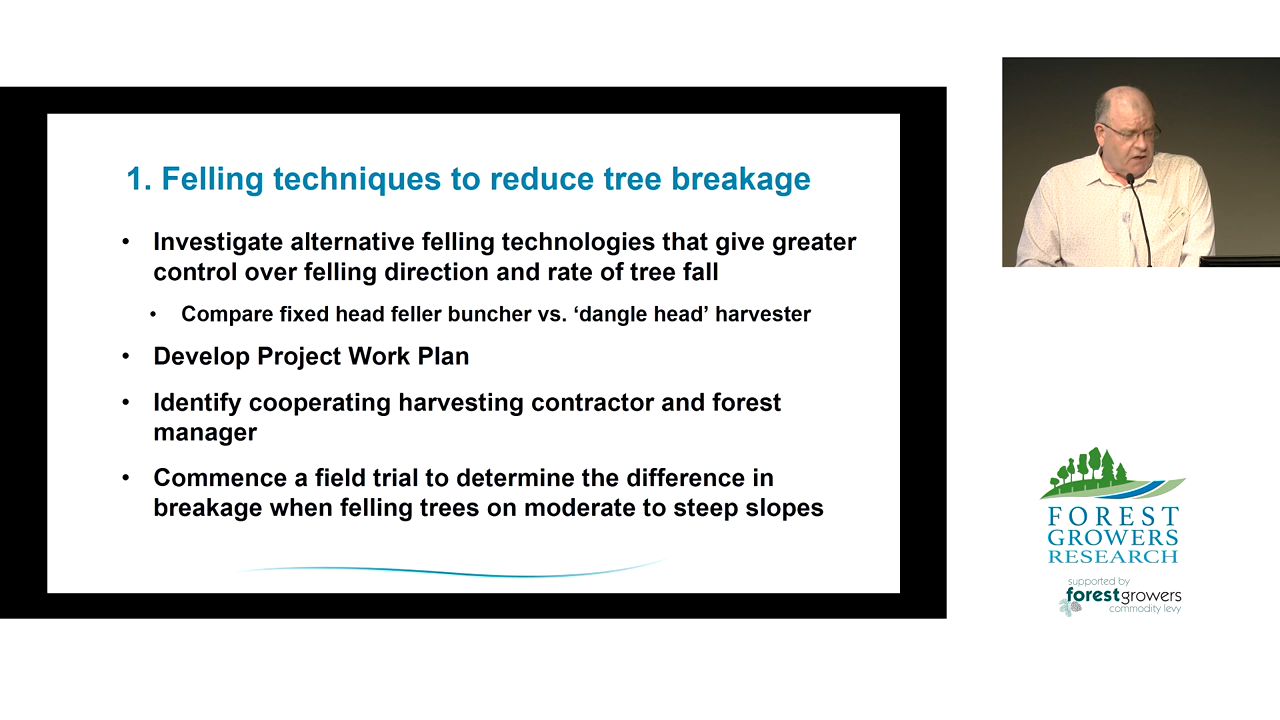 1. Felling techniques to reduce tree breakage
• Investigate alternative felling technologies that give greater
control over felling direction and rate of tree fall
• Compare fixed head feller buncher vs. ‘dangle head’ harvester
• Develop Project Work Plan
• Identify cooperating harvesting contractor and forest
manager
• Commence a field trial to determine the difference in
breakage when felling trees on moderate to steep slopes
FOREST
GROWERS
RESEARCH
supported by
forestgrowers
commodity levy